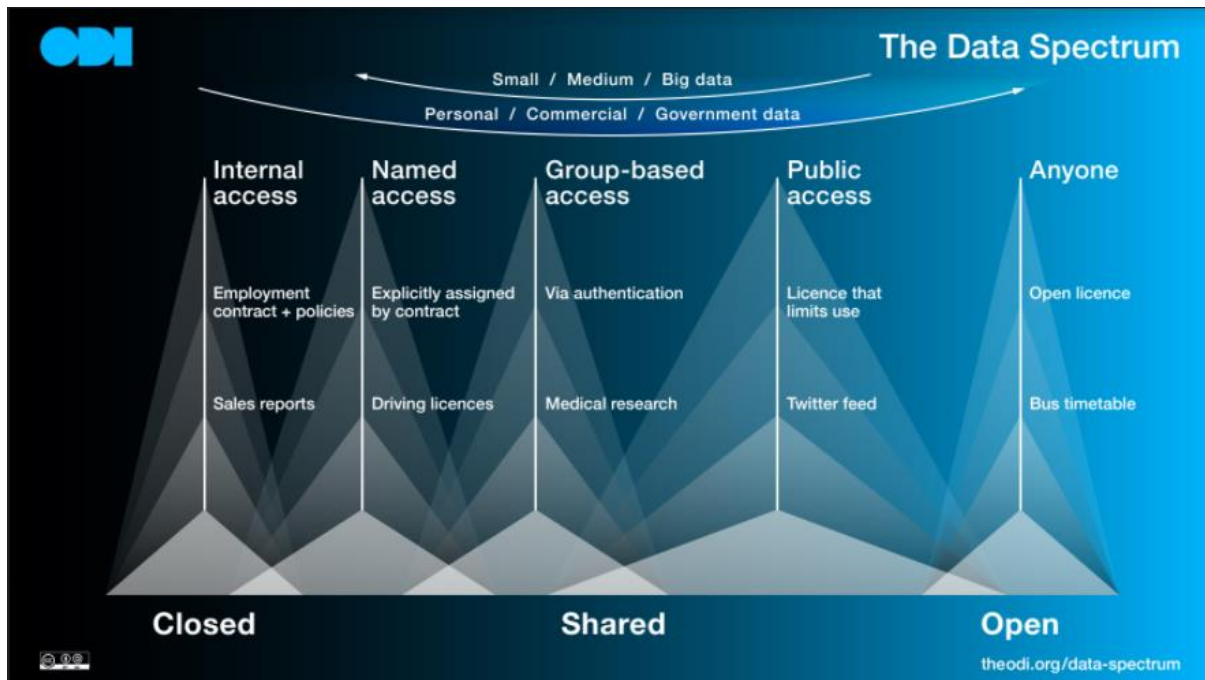 ODI
The Data Spectrum
Small / Medium / Big data
Personal / Commercial / Government data
Internal
access
Named
access
Group-based
access
Public
access
Anyone
Employment
contract + policies
Explicitly assigned
by contract
Via authentication
Licence that
limits use
Open licence
Sales reports
Driving licences
Medical research
Twitter feed
Bus timetable
Closed
Shared
Open
theodi.org/data-spectrum